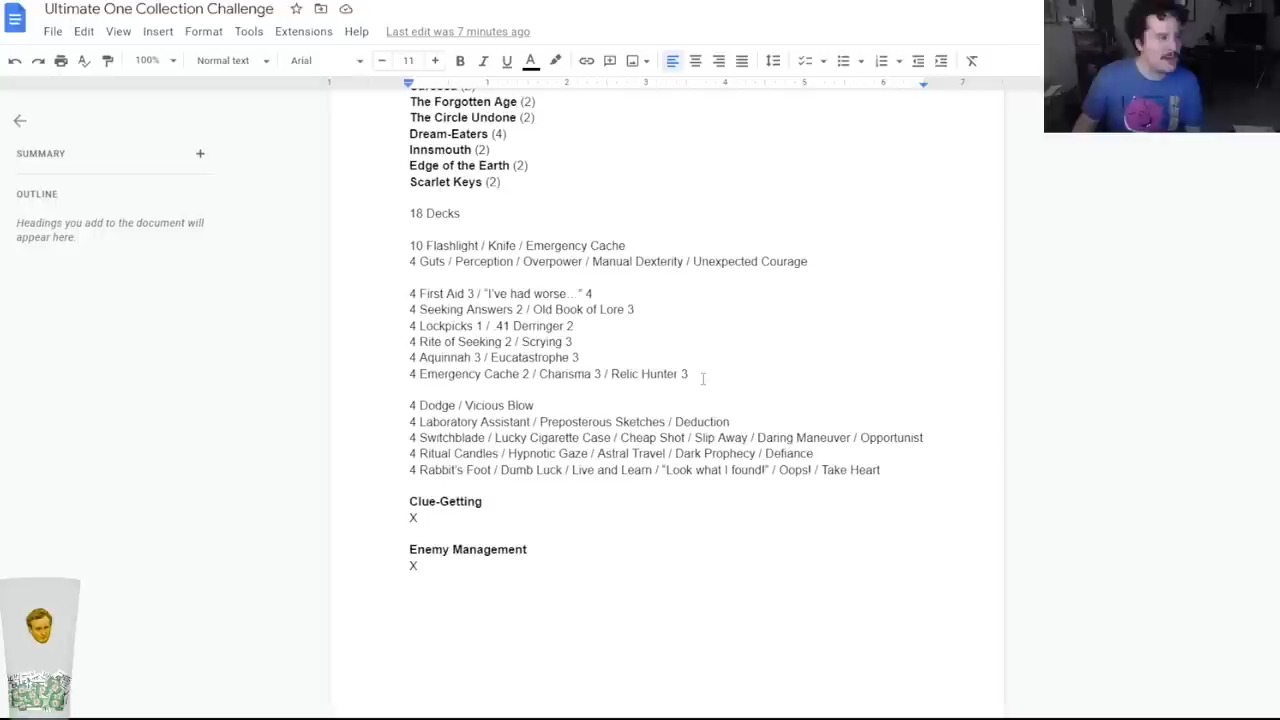 Ultimate One Collection Challenge
File Edit View Insert Format Tools Extensions Help Last edit was 7 minutes ago
100% Normal text Arial 11
1 1 2 3 4 5 6 7
The Forgotten Age (2)
The Circle Undone (2)
Dream-Eaters (4)
Innsmouth (2)
Edge of the Earth (2)
Scarlet Keys (2)
SUMMARY
OUTLINE
Headings you add to the document will
appear here.
18 Decks
10 Flashlight / Knife / Emergency Cache
4 Guts / Perception / Overpower / Manual Dexterity / Unexpected Courage
4 First Aid 3 / "I've had worse…" 4
4 Seeking Answers 2 / Old Book of Lore 3
4 Lockpicks 1 / .41 Derringer 2
4 Rite of Seeking 2 / Scrying 3
4 Aquinnah 3 / Eucatastrophe 3
4 Emergency Cache 2 / Charisma 3 / Relic Hunter 3
4 Dodge / Vicious Blow
4 Laboratory Assistant / Preposterous Sketches / Deduction
4 Switchblade / Lucky Cigarette Case / Cheap Shot / Slip Away / Daring Maneuver / Opportunist
4 Ritual Candles / Hypnotic Gaze / Astral Travel / Dark Prophecy / Defiance
4 Rabbit's Foot / Dumb Luck / Live and Learn / "Look what I found!" / Oops! / Take Heart
Clue-Getting
X
Enemy Management
X